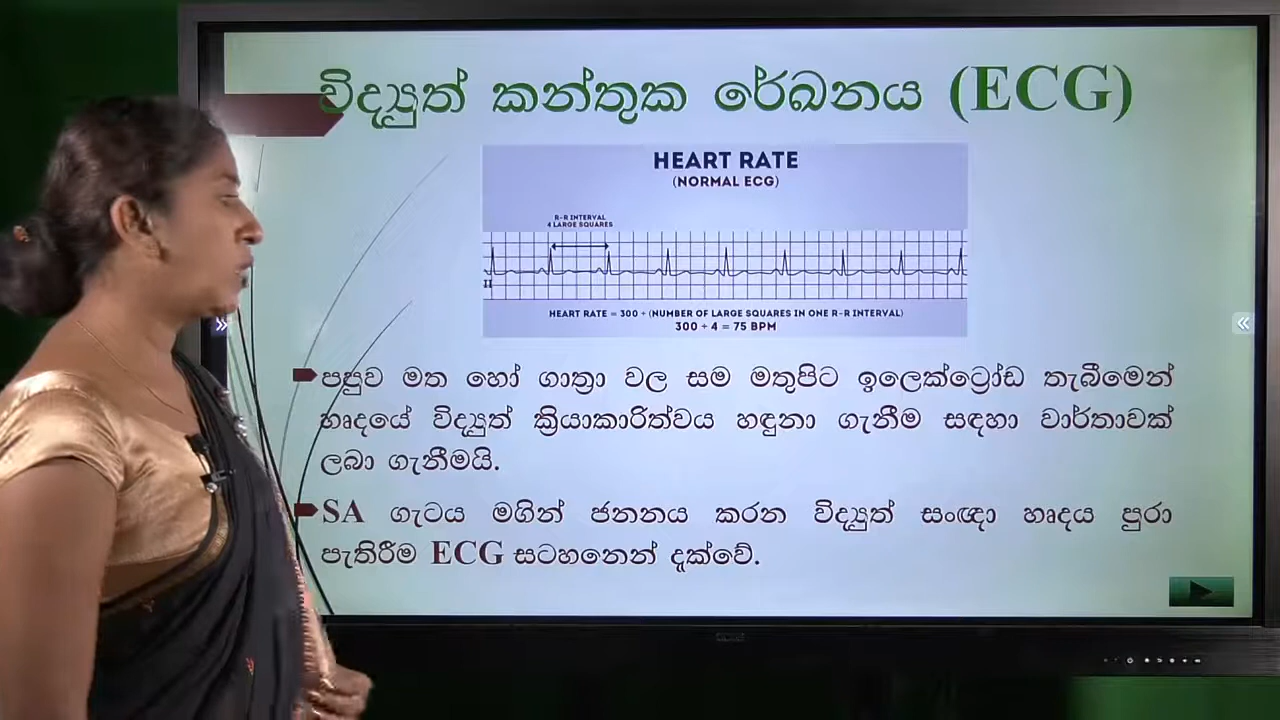 විද්‍යුත් කන්තුක රේඛනය (ECG)
HEART RATE
(NORMAL ECG)
R-R INTERVAL
4 LARGE SQUARES
II
HEART RATE = 300 ÷ (NUMBER OF LARGE SQUARES IN ONE R-R INTERVAL)
300 ÷ 4 = 75 BPM
පපුව මත හෝ ගාත්‍රා වල සම මතුපිට ඉලෙක්ට්‍රෝඩ තැබීමෙන්
හෘදයේ විද්‍යුත් ක්‍රියාකාරිත්වය හඳුනා ගැනීම සඳහා වාර්තාවක්
ලබා ගැනීමයි.
SA ගැටය මගින් ජනනය කරන විද්‍යුත් සංඥා හෘදය පුරා
පැතිරීම ECG සටහනෙන් දැක්වේ.